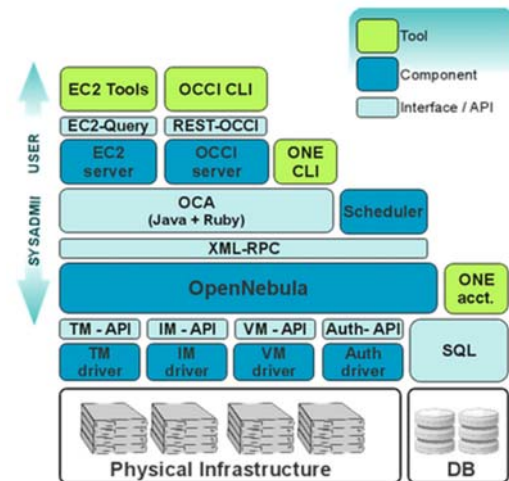 Tool
Component
Interface / API
USER
SYSADMII
EC2 Tools
OCCI CLI
EC2-Query
REST-OCCI
EC2
server
OCCI
server
ONE
CLI
OCA
(Java + Ruby)
Scheduler
XML-RPC
OpenNebula
ONE
acct.
TM - API
IM - API
VM - API
Auth- API
TM
driver
IM
driver
VM
driver
Auth
driver
SQL
Physical Infrastructure
DB